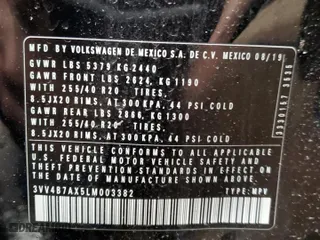 MFD BY VOLKSWAGEN DE MEXICO S.A. DE C.V. MEXICO 08/19
GVWR LBS 5379 KG 2440
GAWR FRONT LBS 2624, KG 1190
WITH 255/40 R20 TIRES,
8.5JX20 RIMS, AT 300 KPA, 44 PSI. COLD
GAWR REAR LBS 2866, KG 1300
WITH 255/40 R20 TIRES,
8.5JX20 RIMS, AT 300 KPA, 44 PSI. COLD
THIS VEHICLE CONFORMS TO ALL APPLICABLE
FEDERAL MOTOR VEHICLE SAFETY, BUMPER AND
THEFT PREVENTION STANDARDS IN EFFECT ON
THE DATE OF MANUFACTURE SHOWN ABOVE.
3VV4B7AX5LM003382
TYPE: MPV